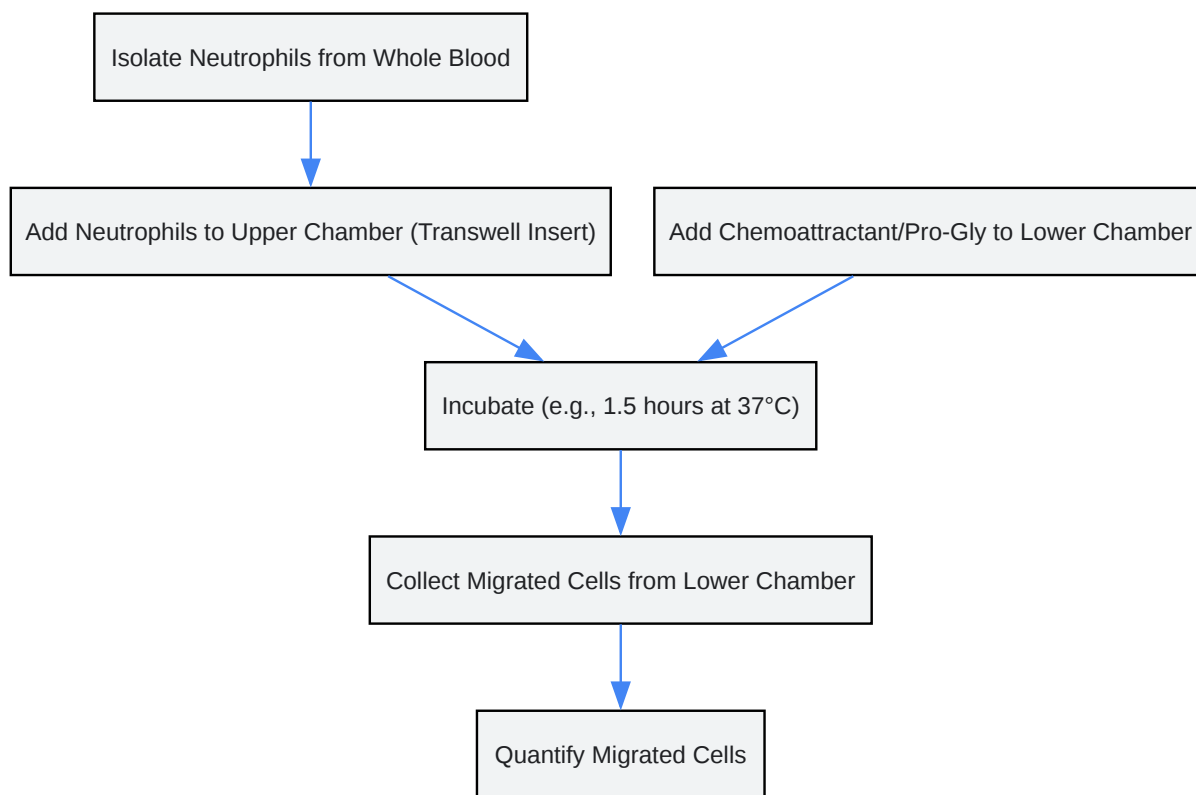 Isolate Neutrophils from Whole Blood
Add Neutrophils to Upper Chamber (Transwell Insert)
Add Chemoattractant/Pro-Gly to Lower Chamber
Incubate (e.g., 1.5 hours at 37°C)
Collect Migrated Cells from Lower Chamber
Quantify Migrated Cells